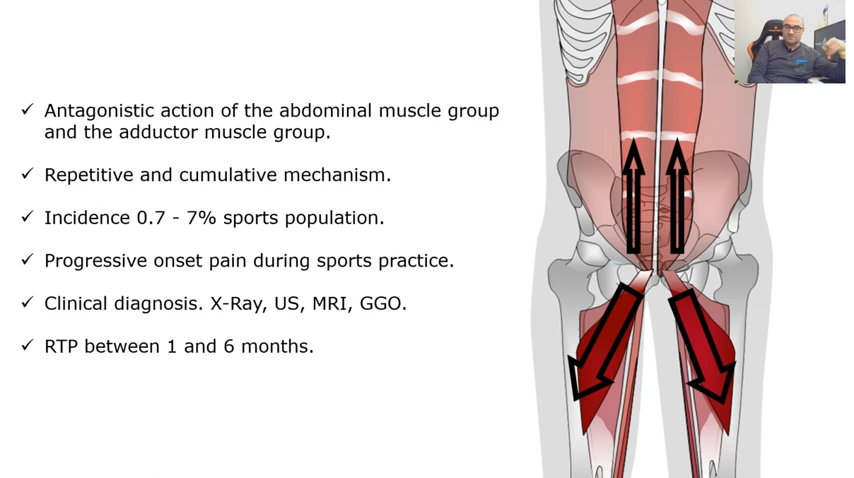 ✓ Antagonistic action of the abdominal muscle group
and the adductor muscle group.
✓ Repetitive and cumulative mechanism.
✓ Incidence 0.7 - 7% sports population.
✓ Progressive onset pain during sports practice.
✓ Clinical diagnosis. X-Ray, US, MRI, GGO.
✓ RTP between 1 and 6 months.